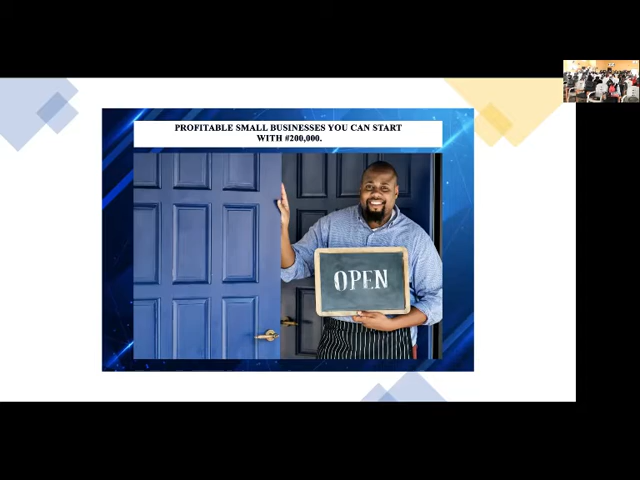 PROFITABLE SMALL BUSINESSES YOU CAN START
WITH #200,000.
OPEN